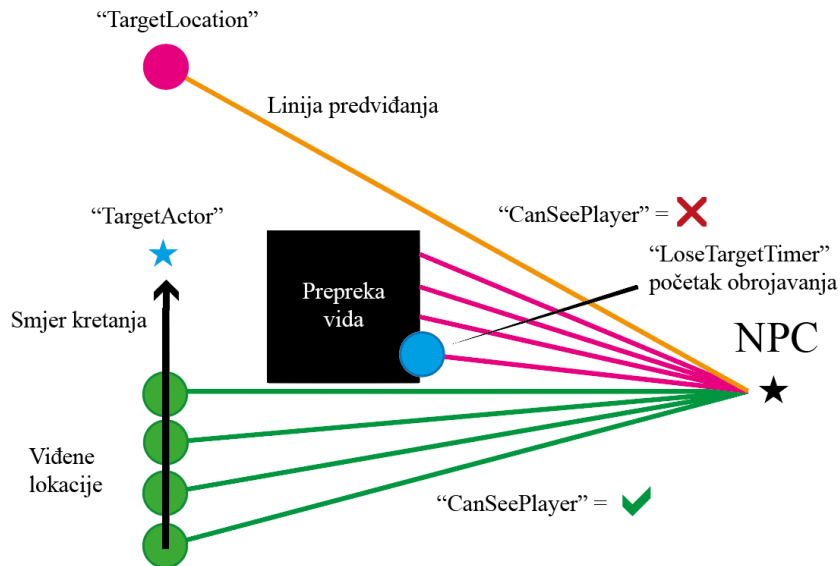 “TargetLocation”
Linija predviđanja
“TargetActor”
“CanSeePlayer” =
“LoseTargetTimer”
početak obrojavanja
Prepreka
vida
Smjer kretanja
NPC
Viđene
lokacije
“CanSeePlayer” =